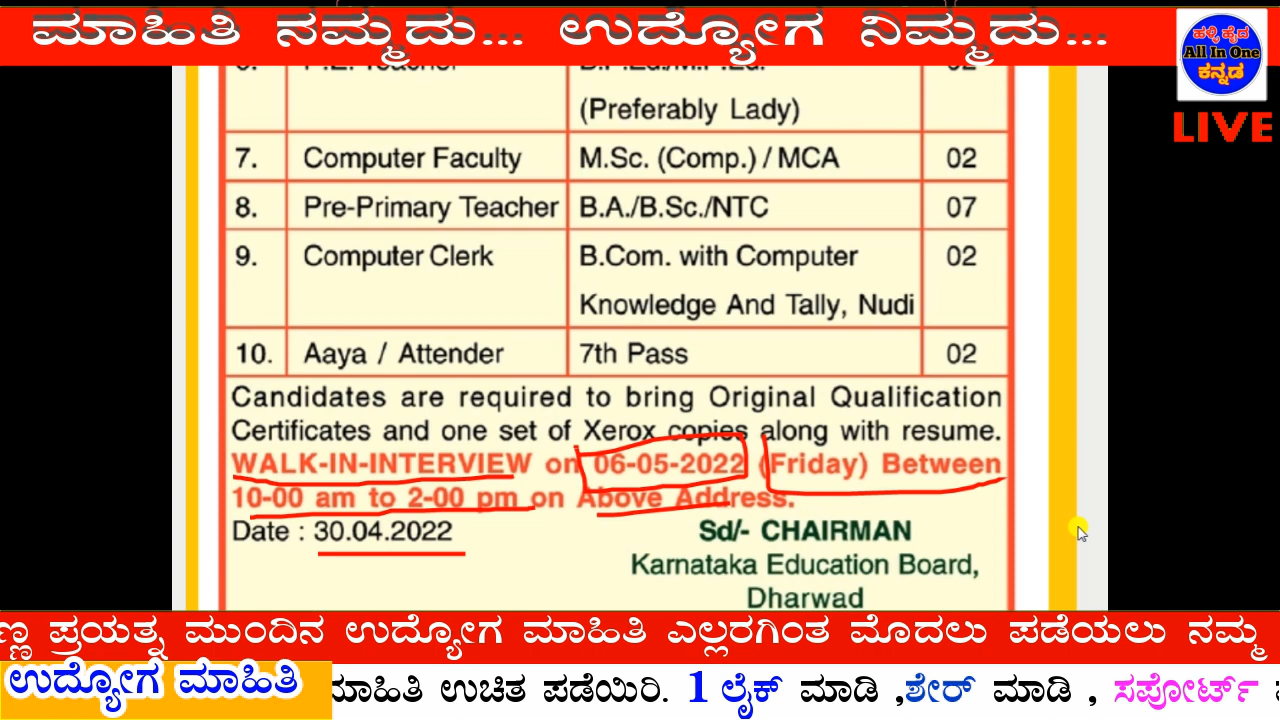 ಮಾಹಿತಿ ನಮ್ಮದು... ಉದ್ಯೋಗ ನಿಮ್ಮದು...
ಹಳ್ಳಿ ಹೈದ
All In One
ಕನ್ನಡ
LIVE
(Preferably Lady)
7. Computer Faculty M.Sc. (Comp.) / MCA 02
8. Pre-Primary Teacher B.A./B.Sc./NTC 07
9. Computer Clerk B.Com. with Computer 02
Knowledge And Tally, Nudi
10. Aaya / Attender 7th Pass 02
Candidates are required to bring Original Qualification
Certificates and one set of Xerox copies along with resume.
WALK-IN-INTERVIEW on 06-05-2022 (Friday) Between
10-00 am to 2-00 pm on Above Address.
Date : 30.04.2022 Sd/- CHAIRMAN
Karnataka Education Board,
Dharwad
ಪ್ರಯತ್ನ ಮುಂದಿನ ಉದ್ಯೋಗ ಮಾಹಿತಿ ಎಲ್ಲರಗಿಂತ ಮೊದಲು ಪಡೆಯಲು ನಮ್ಮ
ಉದ್ಯೋಗ ಮಾಹಿತಿ ಮಾಹಿತಿ ಉಚಿತ ಪಡೆಯಿರಿ. 1 ಲೈಕ್ ಮಾಡಿ ,ಶೇರ್ ಮಾಡಿ , ಸಪೋರ್ಟ್